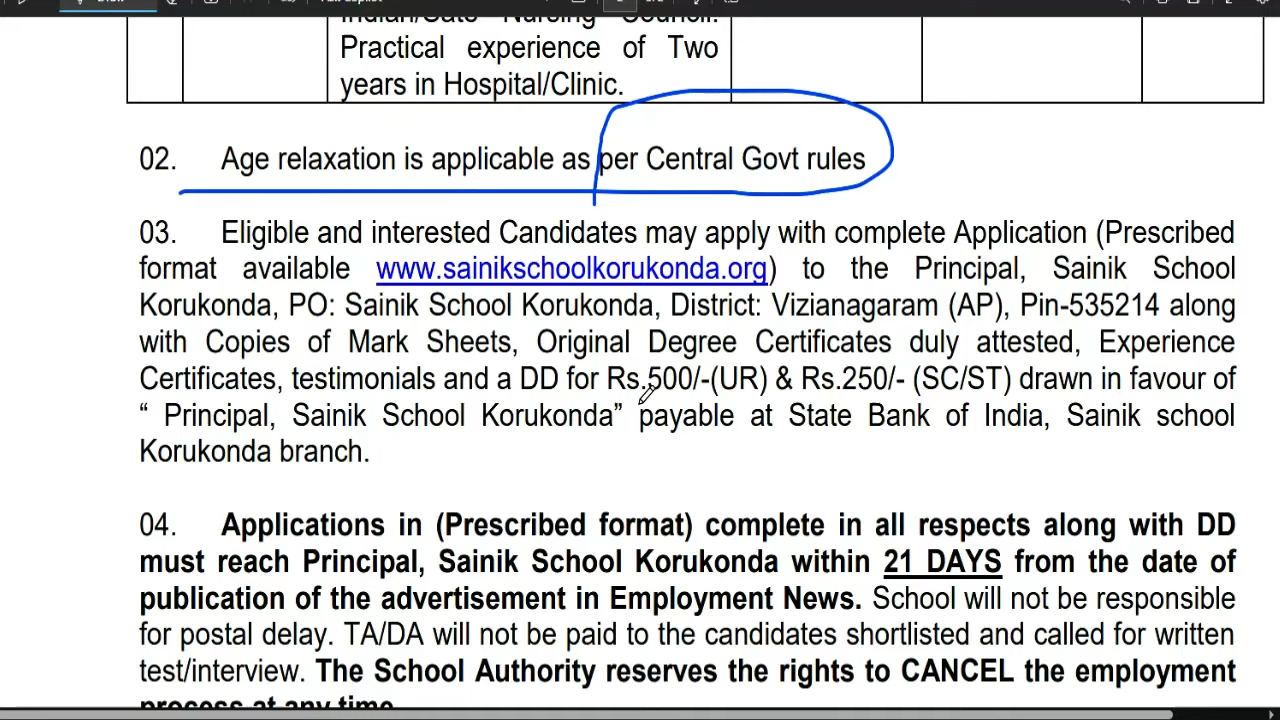 Indian/Sate Nursing Council.
Practical experience of Two
years in Hospital/Clinic.
02. Age relaxation is applicable as per Central Govt rules
03. Eligible and interested Candidates may apply with complete Application (Prescribed
format available www.sainikschoolkorukonda.org) to the Principal, Sainik School
Korukonda, PO: Sainik School Korukonda, District: Vizianagaram (AP), Pin-535214 along
with Copies of Mark Sheets, Original Degree Certificates duly attested, Experience
Certificates, testimonials and a DD for Rs.500/-(UR) & Rs.250/- (SC/ST) drawn in favour of
“ Principal, Sainik School Korukonda” payable at State Bank of India, Sainik school
Korukonda branch.
04. Applications in (Prescribed format) complete in all respects along with DD
must reach Principal, Sainik School Korukonda within 21 DAYS from the date of
publication of the advertisement in Employment News. School will not be responsible
for postal delay. TA/DA will not be paid to the candidates shortlisted and called for written
test/interview. The School Authority reserves the rights to CANCEL the employment
process at any time